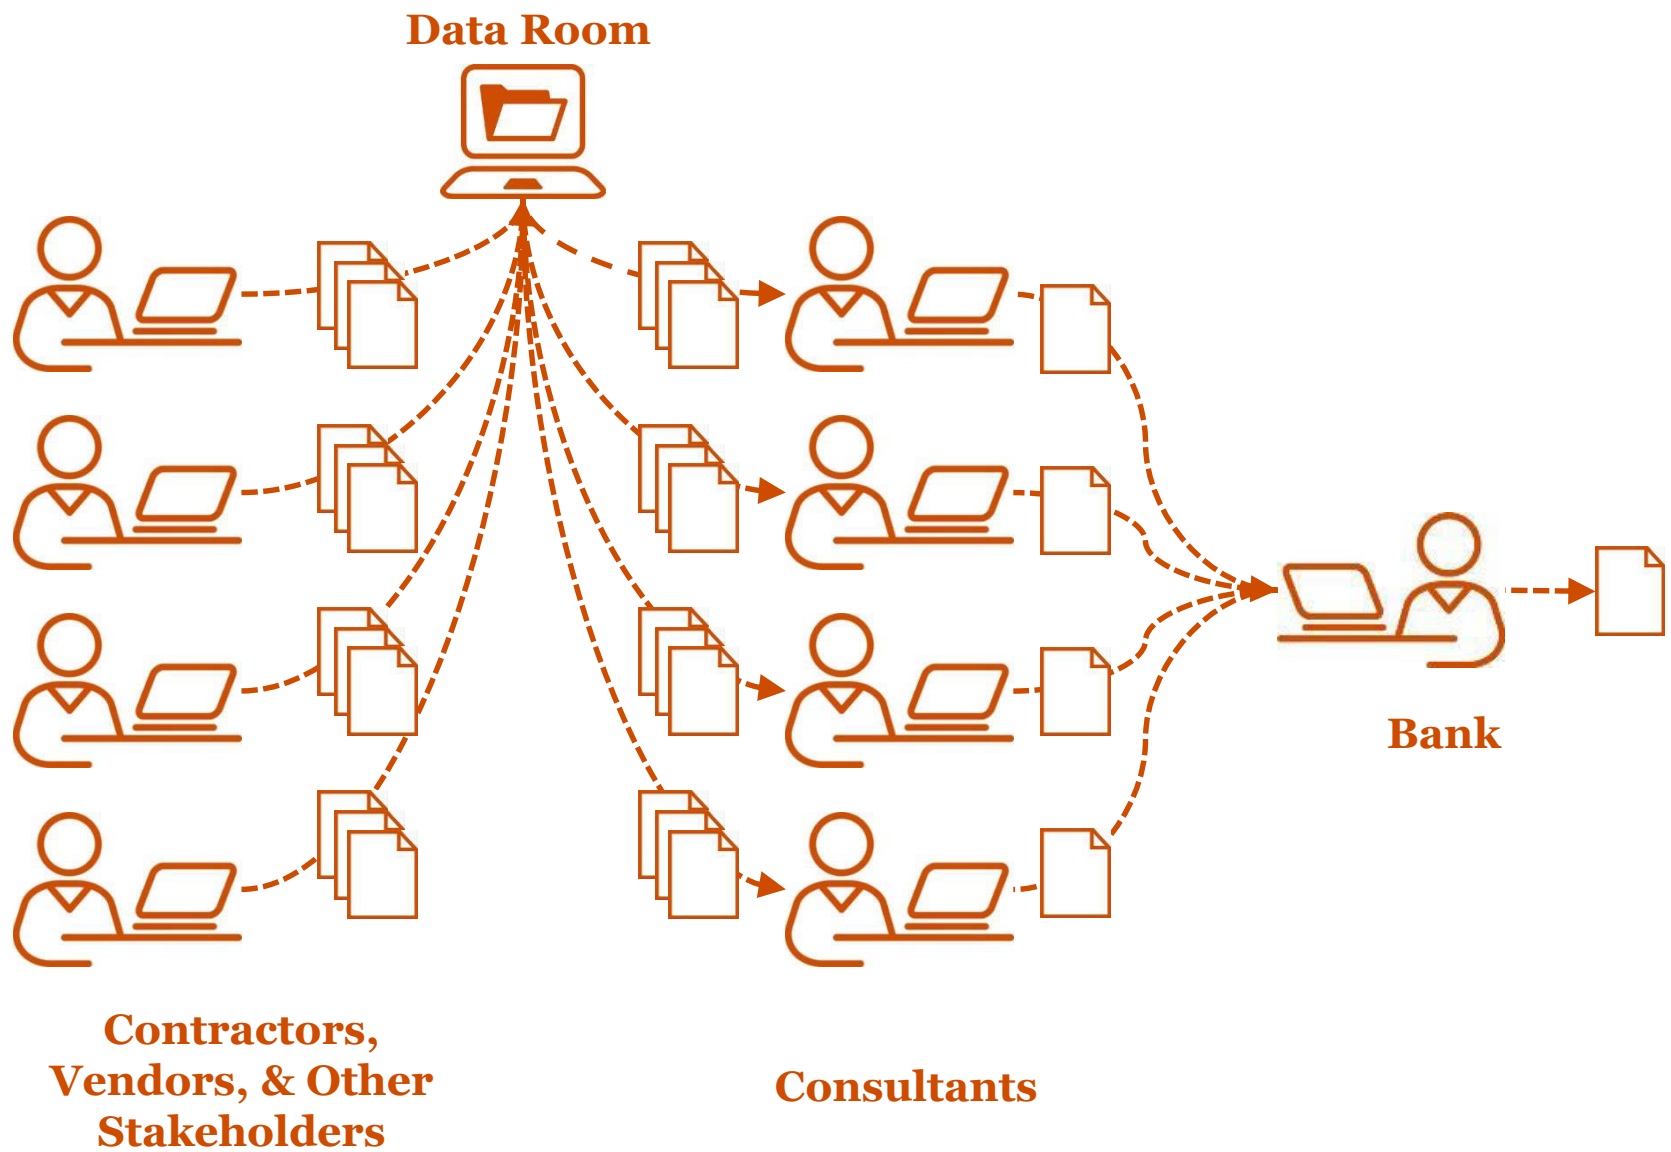 Data Room
Bank
Contractors,
Vendors, & Other
Stakeholders
Consultants